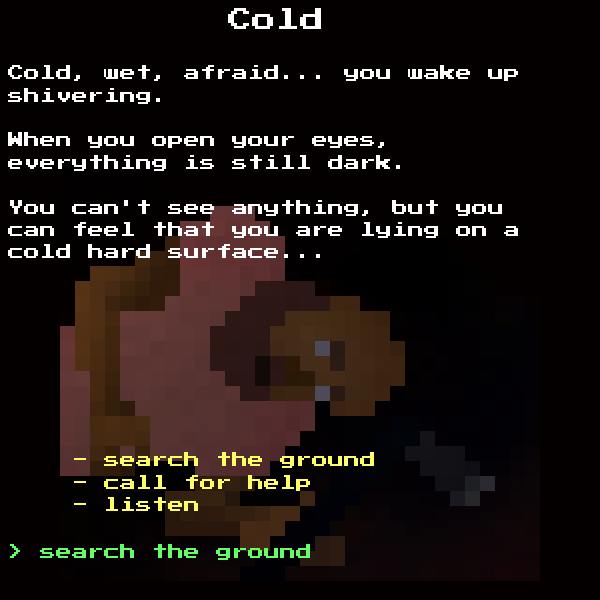 Cold
Cold, wet, afraid... you wake up
shivering.
When you open your eyes,
everything is still dark.
You can't see anything, but you
can feel that you are lying on a
cold hard surface...
- search the ground
- call for help
- listen
> search the ground